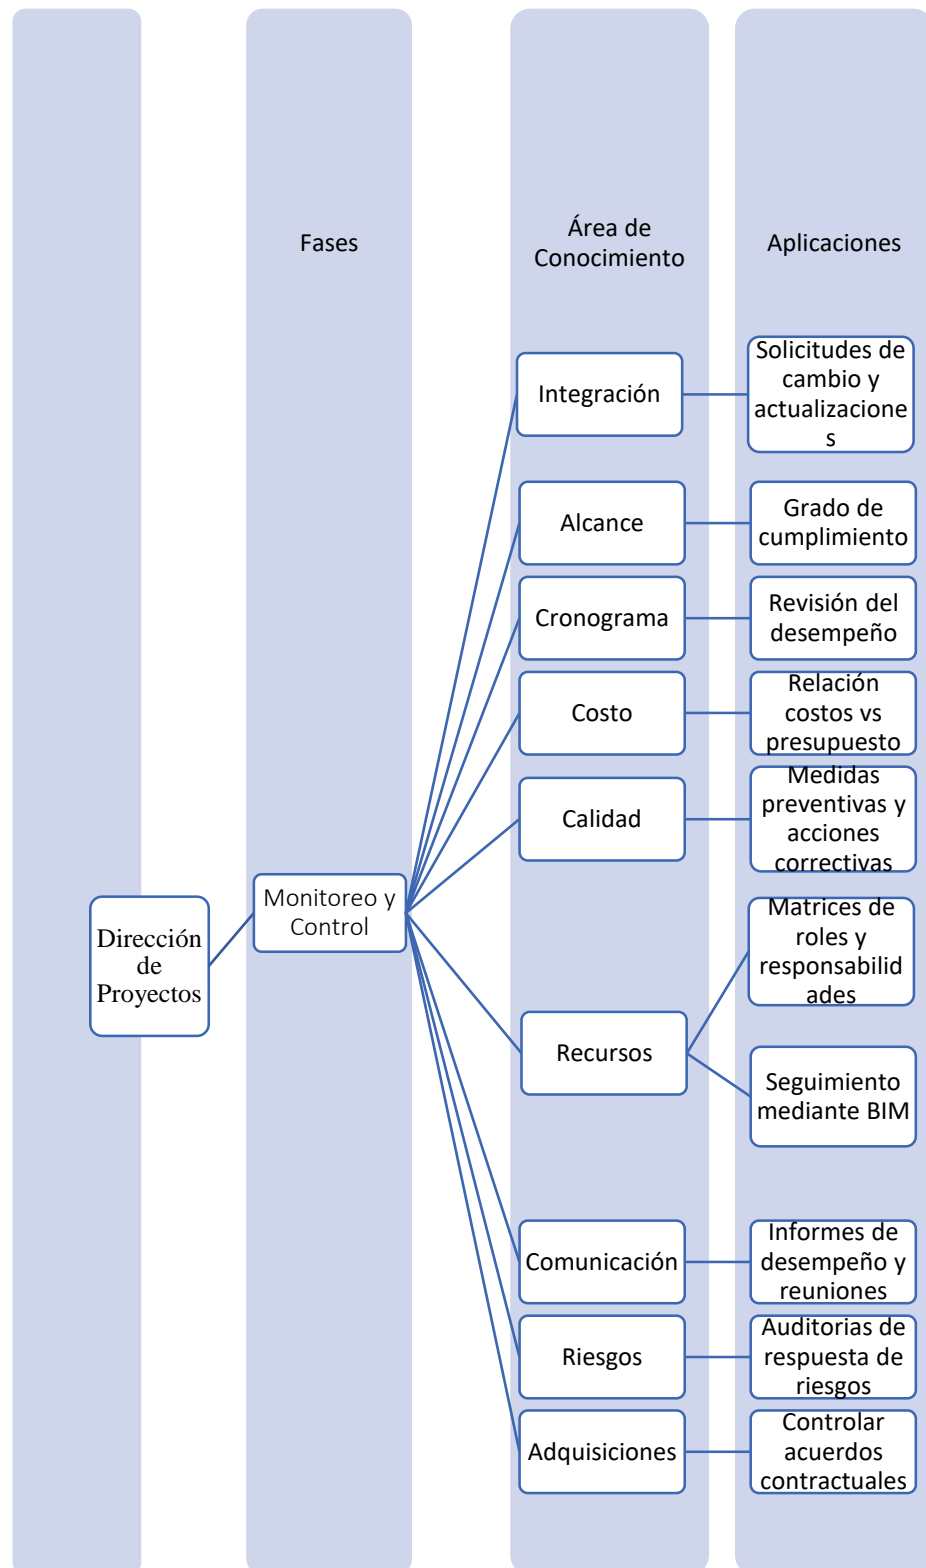 Fases
Área de
Conocimiento
Aplicaciones
Dirección
de
Proyectos
Monitoreo y
Control
Integración
Solicitudes de
cambio y
actualizacione
s
Alcance
Grado de
cumplimiento
Cronograma
Revisión del
desempeño
Costo
Relación
costos vs
presupuesto
Calidad
Medidas
preventivas y
acciones
correctivas
Recursos
Matrices de
roles y
responsabilid
ades
Seguimiento
mediante BIM
Comunicación
Informes de
desempeño y
reuniones
Riesgos
Auditorias de
respuesta de
riesgos
Adquisiciones
Controlar
acuerdos
contractuales